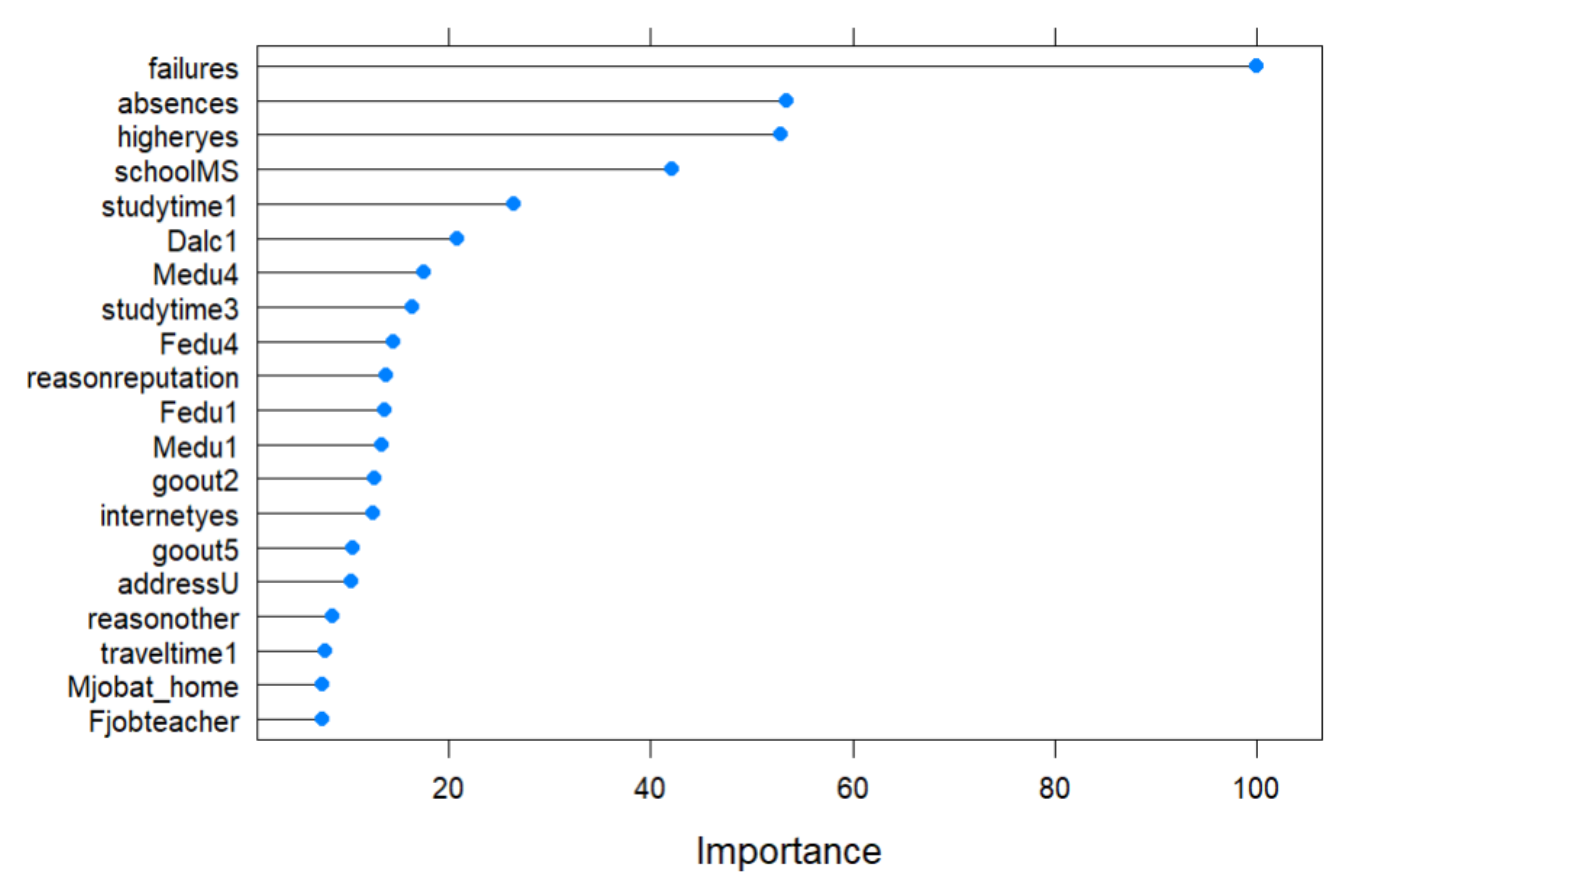 failures
absences
higheryes
schoolMS
studytime1
Dalc1
Medu4
studytime3
Fedu4
reasonreputation
Fedu1
Medu1
goout2
internetyes
goout5
addressU
reasonother
traveltime1
Mjobat_home
Fjobteacher
20 40 60 80 100
Importance